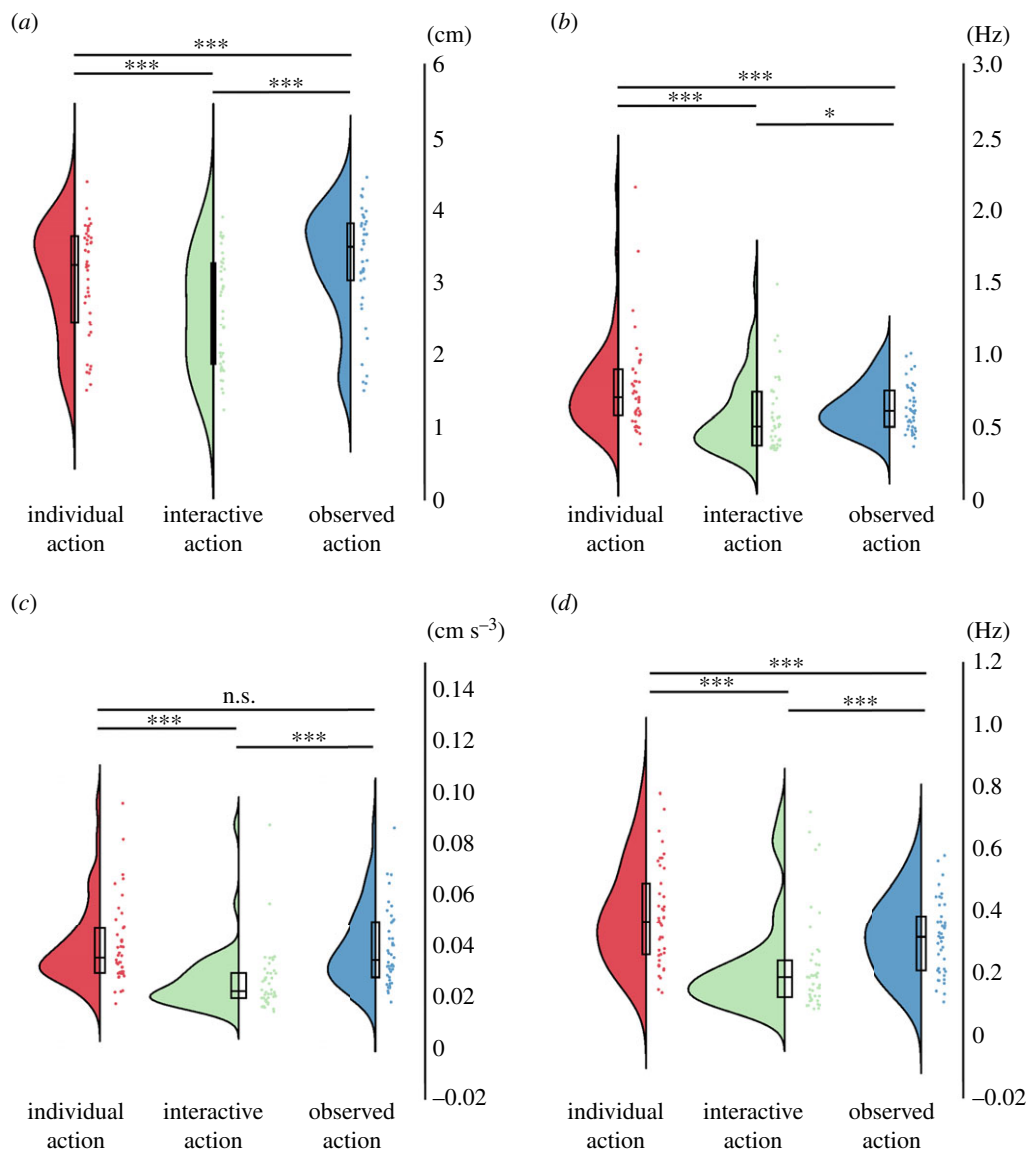 (a)
(cm)
6
5
4
3
2
1
0
***
***
***
individual action
interactive action
observed action
(b)
(Hz)
3.0
2.5
2.0
1.5
1.0
0.5
0
***
***
*
individual action
interactive action
observed action
(c)
(cm s–3)
0.14
0.12
0.10
0.08
0.06
0.04
0.02
0
–0.02
n.s.
***
***
individual action
interactive action
observed action
(d)
(Hz)
1.2
1.0
0.8
0.6
0.4
0.2
0
–0.02
***
***
***
individual action
interactive action
observed action